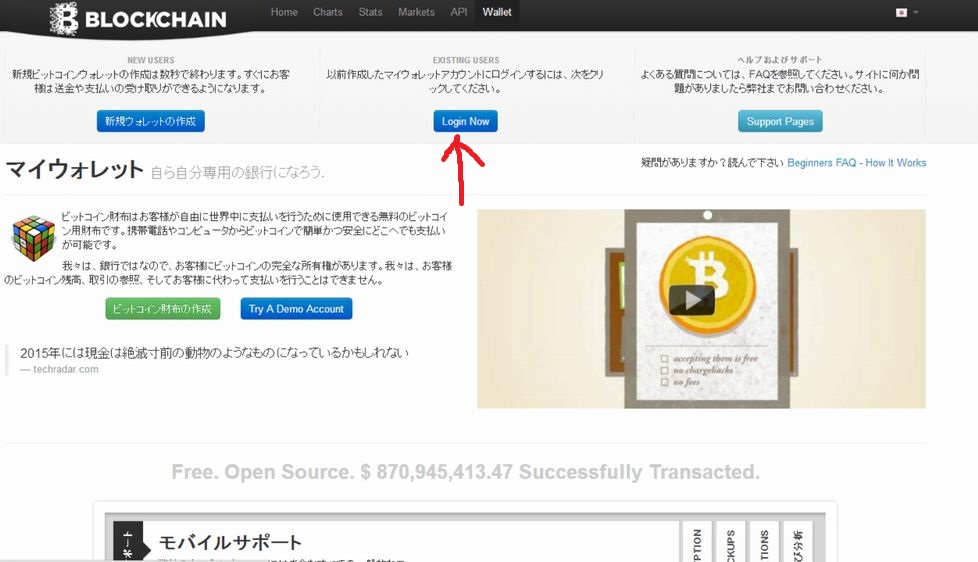 BLOCKCHAIN
Home Charts Stats Markets API Wallet
NEW USERS
新規ビットコインウォレットの作成は数秒で終わります。すぐにお客
様は送金や支払いの受け取りができるようになります。
新規ウォレットの作成
EXISTING USERS
以前作成したマイウォレットアカウントにログインするには、次をクリ
ックしてください。
Login Now
ヘルプおよびサポート
よくある質問については、FAQを参照してください。サイトに何か問
題がありましたら弊社までお問い合わせください。
Support Pages
マイウォレット 自ら自分専用の銀行になろう.
疑問がありますか？読んで下さい Beginners FAQ - How It Works
ビットコイン財布はお客様が自由に世界中に支払いを行うために使用できる無料のビットコイ
ン用財布です。携帯電話やコンピュータからビットコインで簡単かつ安全にどこへでも支払い
が可能です。
我々は、銀行ではなので、お客様にビットコインの完全な所有権があります。我々は、お客様
のビットコイン残高、取引の参照、そしてお客様に代わって支払いを行うことはできません。
ビットコイン財布の作成
Try A Demo Account
2015年には現金は絶滅寸前の動物のようなものになっているかもしれない
— techradar.com
accepting them is free
no chargebacks
no fees
Free. Open Source. $ 870,945,413.47 Successfully Transacted.
モバイルサポート